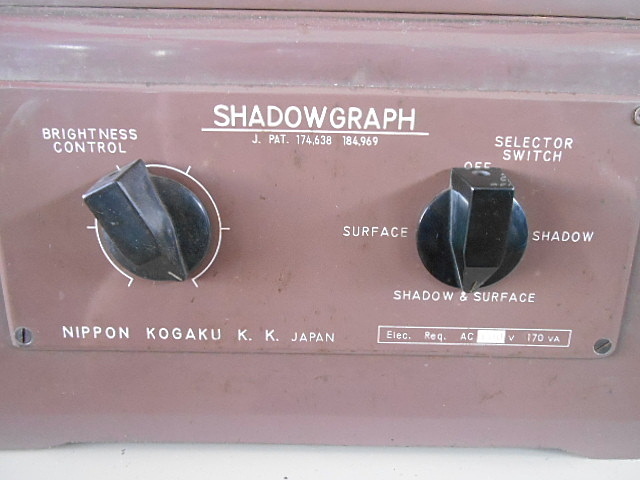 SHADOWGRAPH
J. PAT. 174,638 184,969
BRIGHTNESS
CONTROL
SELECTOR
SWITCH
OFF
SURFACE
SHADOW
SHADOW & SURFACE
NIPPON KOGAKU K. K. JAPAN
Elec. Req. AC V 170 VA